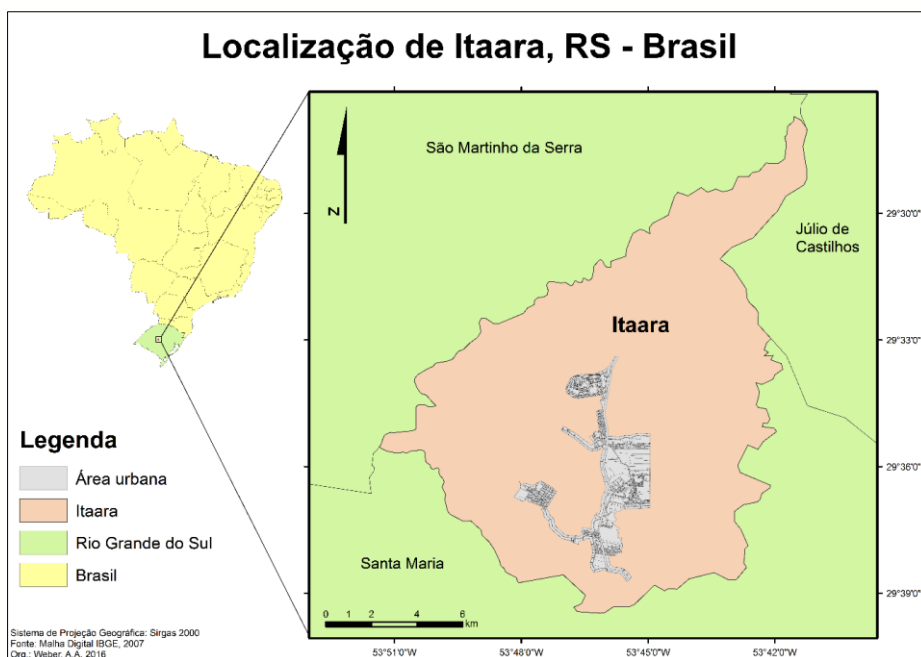 Localização de Itaara, RS - Brasil
São Martinho da Serra
N
Júlio de
Castilhos
29°30'0"
Itaara
29°33'0"
Legenda
Área urbana
Itaara
Rio Grande do Sul
Brasil
29°36'0"
Santa Maria
29°39'0"
0 1 2 4 6
km
Sistema de Projeção Geográfica: Sirgas 2000
Fonte: Malha Digital IBGE, 2007
Org.: Weber, A.A. 2016
53°51'0"W 53°48'0"W 53°45'0"W 53°42'0"W